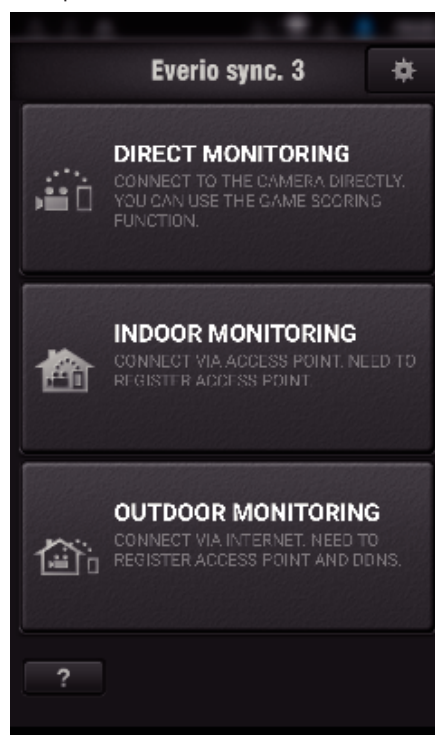 Everio sync. 3
DIRECT MONITORING
CONNECT TO THE CAMERA DIRECTLY.
YOU CAN USE THE GAME SCORING
FUNCTION.
INDOOR MONITORING
CONNECT VIA ACCESS POINT. NEED TO
REGISTER ACCESS POINT.
OUTDOOR MONITORING
CONNECT VIA INTERNET. NEED TO
REGISTER ACCESS POINT AND DDNS.
?